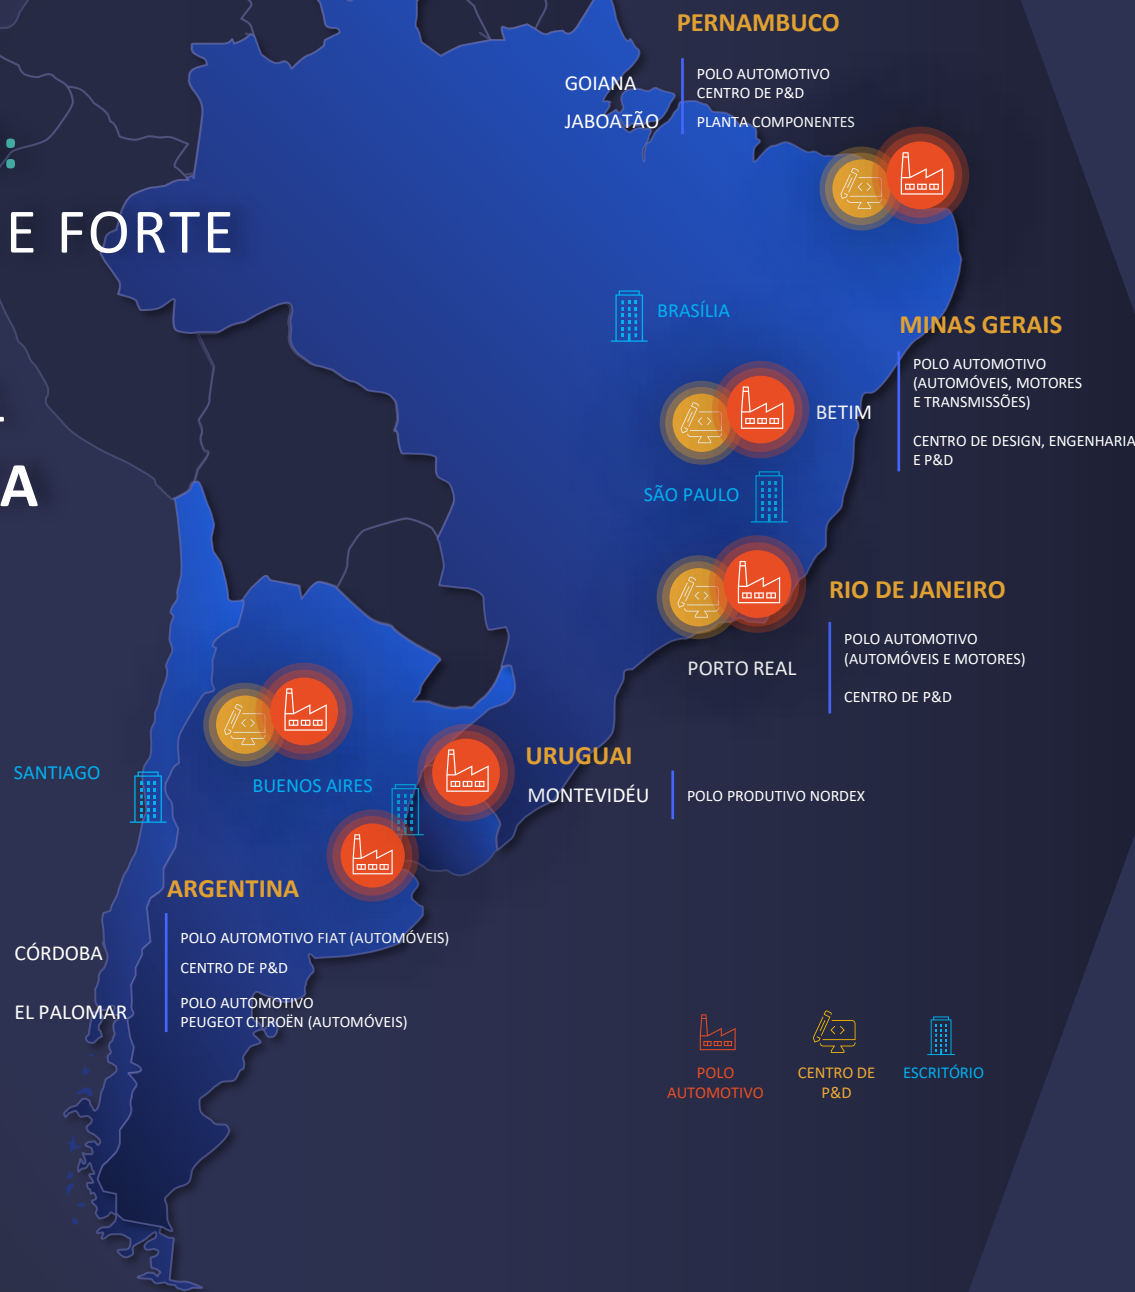 PERNAMBUCO
GOIANA
POLO AUTOMOTIVO
CENTRO DE P&D
JABOATÃO
PLANTA COMPONENTES
:
E FORTE
A
BRASÍLIA
MINAS GERAIS
BETIM
POLO AUTOMOTIVO
(AUTOMÓVEIS, MOTORES
E TRANSMISSÕES)
CENTRO DE DESIGN, ENGENHARIA
E P&D
SÃO PAULO
RIO DE JANEIRO
PORTO REAL
POLO AUTOMOTIVO
(AUTOMÓVEIS E MOTORES)
CENTRO DE P&D
URUGUAI
MONTEVIDÉU
POLO PRODUTIVO NORDEX
SANTIAGO
BUENOS AIRES
ARGENTINA
CÓRDOBA
POLO AUTOMOTIVO FIAT (AUTOMÓVEIS)
CENTRO DE P&D
EL PALOMAR
POLO AUTOMOTIVO
PEUGEOT CITROËN (AUTOMÓVEIS)
POLO
AUTOMOTIVO
CENTRO DE
P&D
ESCRITÓRIO